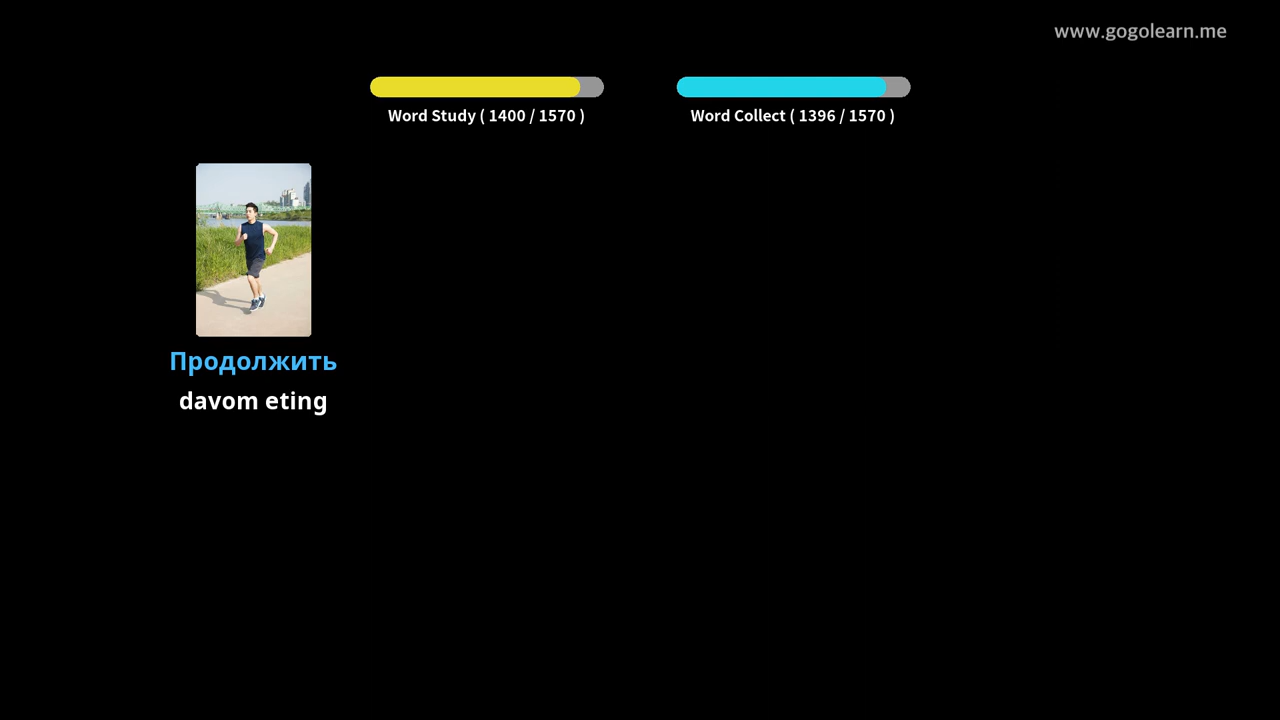 www.gogolearn.me
Word Study ( 1400 / 1570 )
Word Collect ( 1396 / 1570 )
Продолжить
davom eting